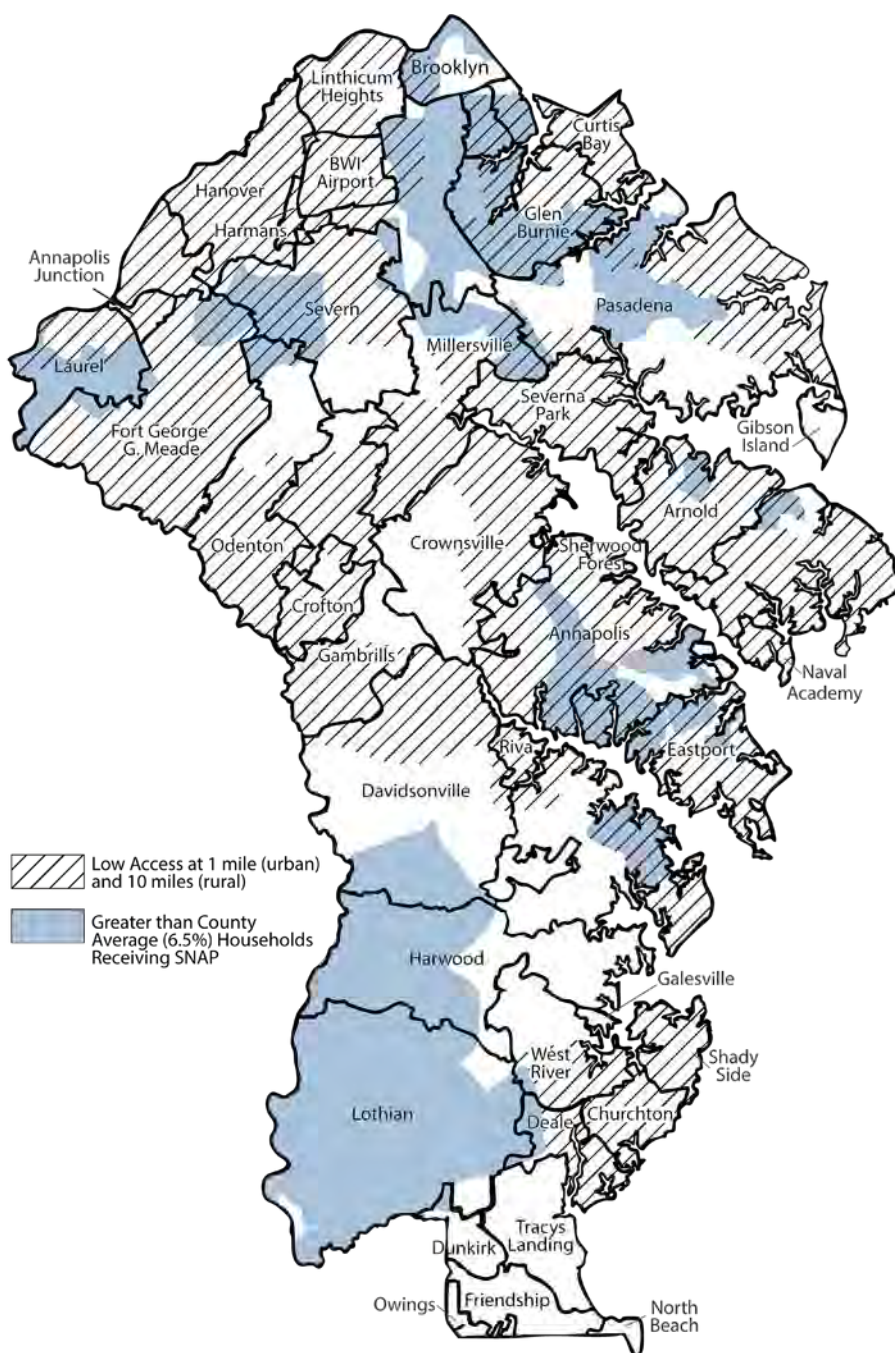 Brooklyn
Linthicum
Heights
Curtis
Bay
BWI
Airport
Hanover
Glen
Burnie
Harmans
Annapolis
Junction
Severn
Pasadena
Millersville
Laurel
Severna
Park
Fort George
G. Meade
Gibson
Island
Arnold
Odenton
Crownsville
Sherwood
Forest
Crofton
Annapolis
Gambrills
Naval
Academy
Riva
Eastport
Davidsonville
Low Access at 1 mile (urban)
and 10 miles (rural)
Greater than County
Average (6.5%) Households
Receiving SNAP
Harwood
Galesville
West
River
Shady
Side
Lothian
Deale
Churchton
Tracys
Landing
Dunkirk
Friendship
Owings
North
Beach